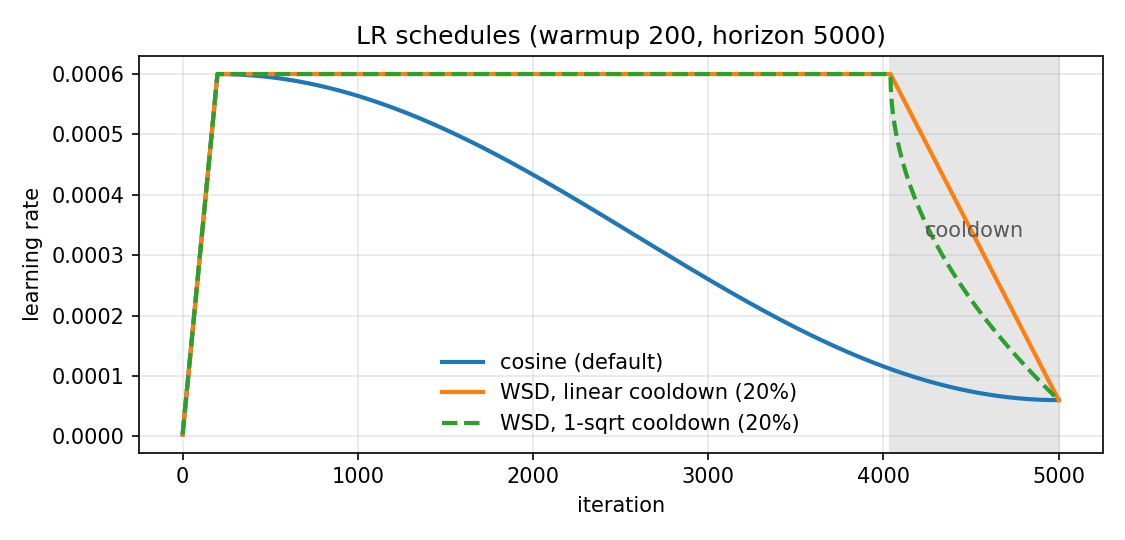 LR schedules (warmup 200, horizon 5000)
0.0006
0.0005
0.0004
0.0003
0.0002
0.0001
0.0000
learning rate
cooldown
cosine (default)
WSD, linear cooldown (20%)
WSD, 1-sqrt cooldown (20%)
0 1000 2000 3000 4000 5000
iteration